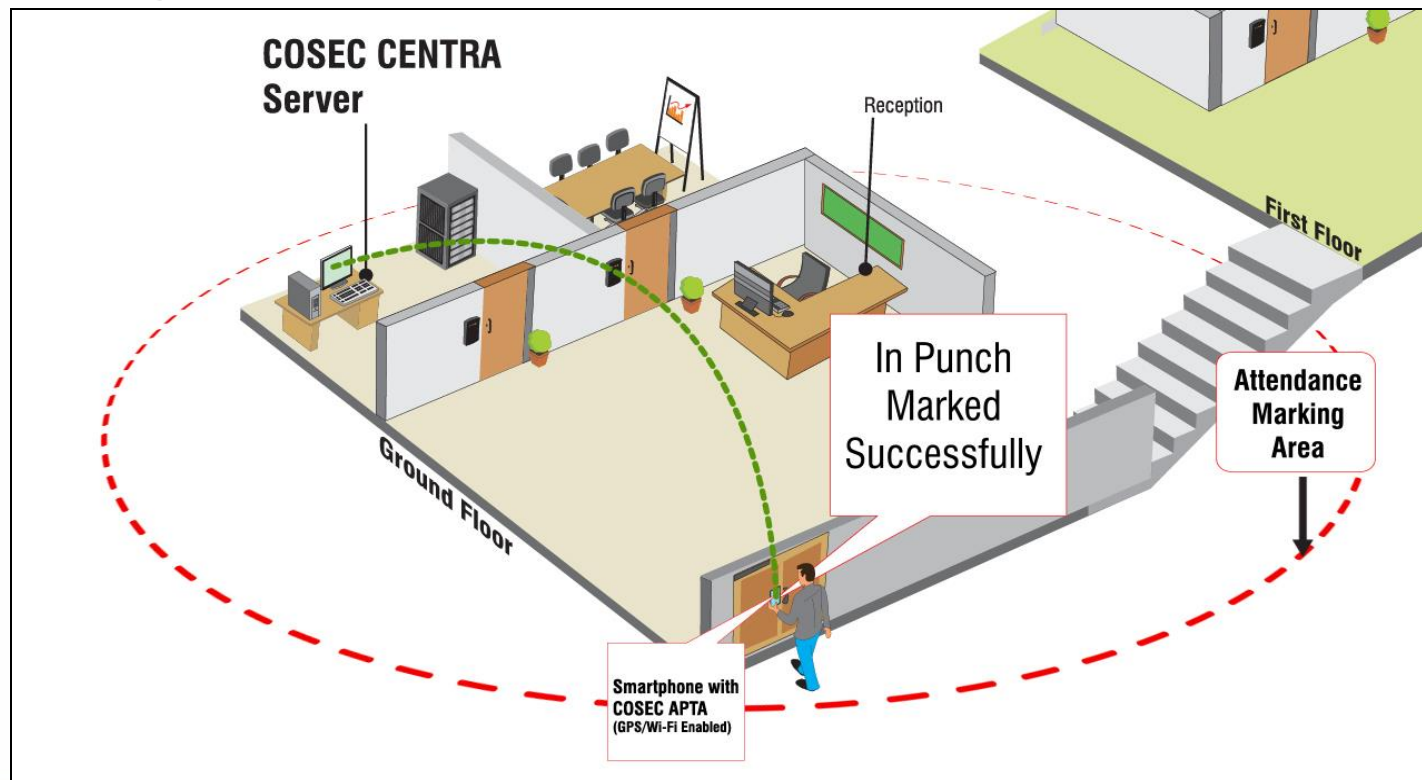 COSEC CENTRA
Server
Reception
First Floor
In Punch
Marked
Successfully
Attendance
Marking
Area
Ground Floor
Smartphone with
COSEC APTA
(GPS/Wi-Fi Enabled)